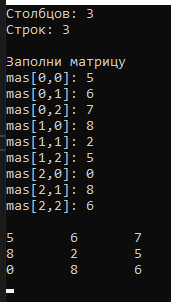 Столбцов: 3
Строк: 3
Заполни матрицу
mas[0,0]: 5
mas[0,1]: 6
mas[0,2]: 7
mas[1,0]: 8
mas[1,1]: 2
mas[1,2]: 5
mas[2,0]: 0
mas[2,1]: 8
mas[2,2]: 6
5 6 7
8 2 5
0 8 6